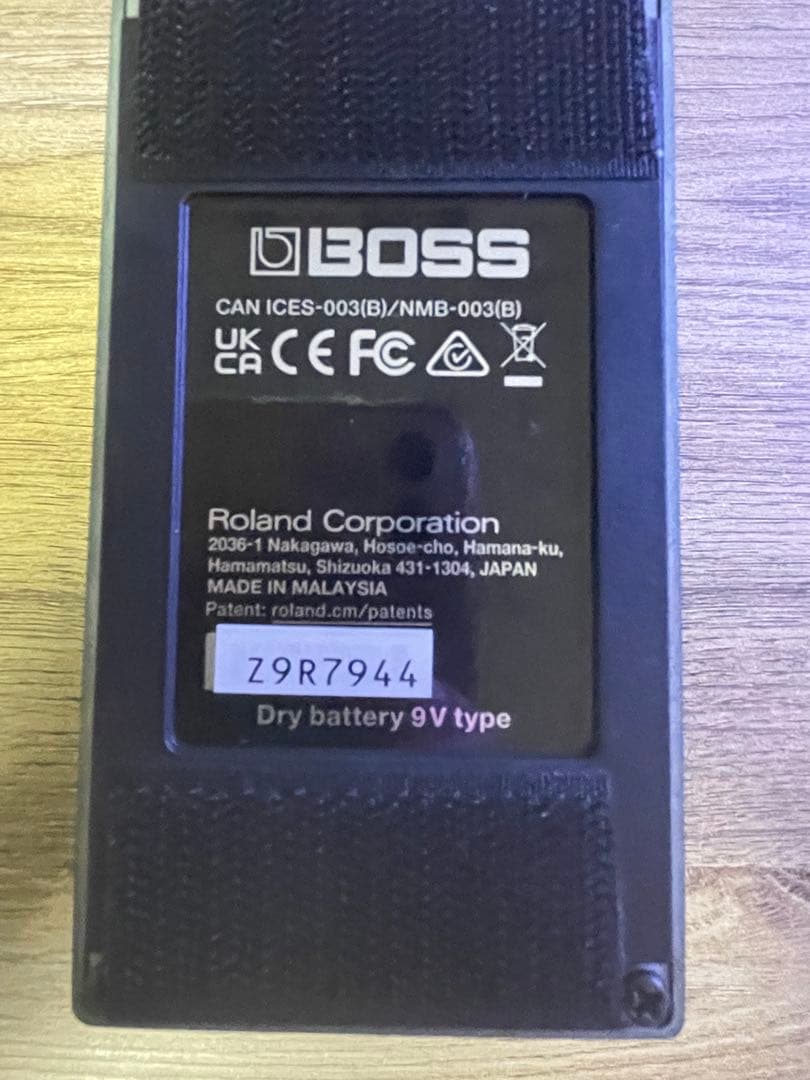 BOSS
CAN ICES-003(B)/NMB-003(B)
UK CA CE FC
Roland Corporation
2036-1 Nakagawa, Hosoe-cho, Hamana-ku,
Hamamatsu, Shizuoka 431-1304, JAPAN
MADE IN MALAYSIA
Patent: roland.cm/patents
Z9R7944
Dry battery 9V type